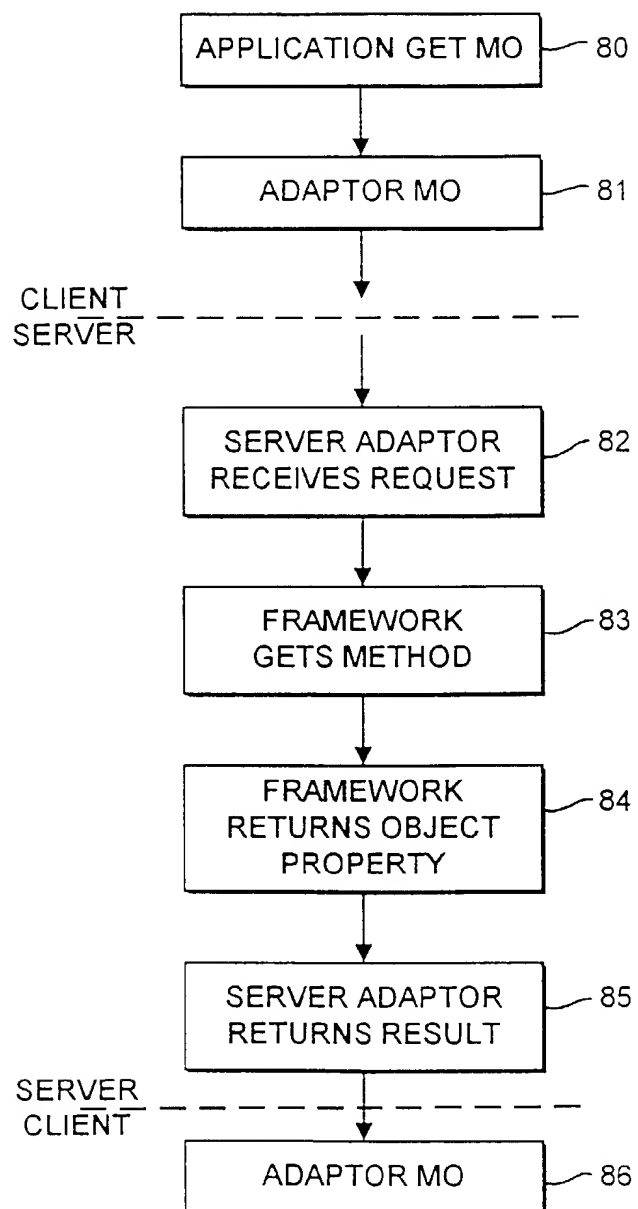 APPLICATION GET MO
80
ADAPTOR MO
81
CLIENT
SERVER
SERVER ADAPTOR
RECEIVES REQUEST
82
FRAMEWORK
GETS METHOD
83
FRAMEWORK
RETURNS OBJECT
PROPERTY
84
SERVER ADAPTOR
RETURNS RESULT
85
SERVER
CLIENT
ADAPTOR MO
86